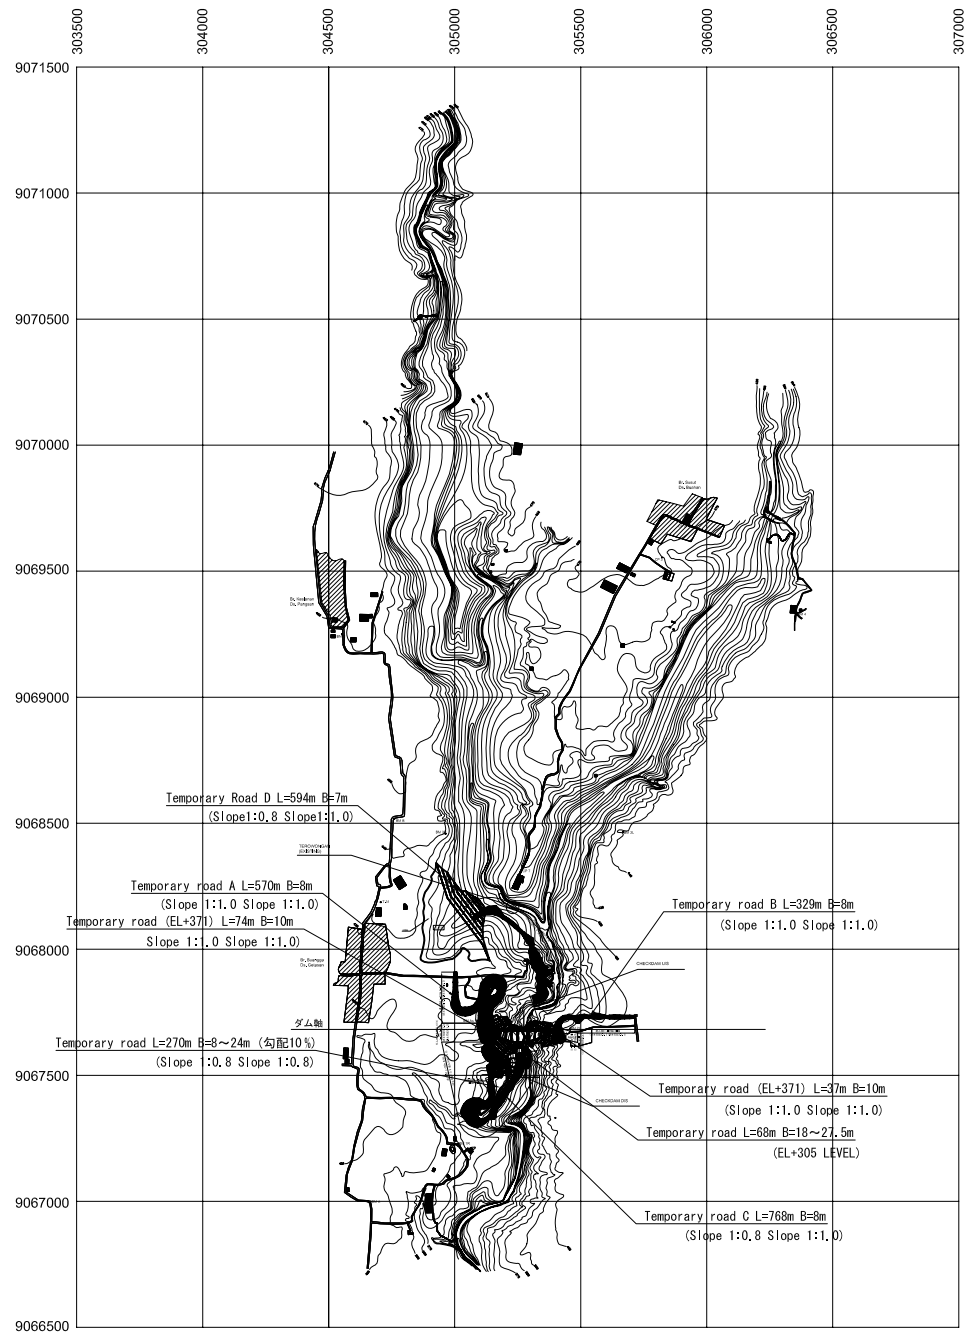 303500
304000
304500
305000
305500
306000
306500
307000
9071500
9071000
9070500
9070000
9069500
9069000
9068500
9068000
9067500
9067000
9066500
Temporary Road D L=594m B=7m
(Slope1:0.8 Slope1:1.0)
TEROWONGAN
(EXISTING)
Temporary road A L=570m B=8m
(Slope 1:1.0 Slope 1:1.0)
Temporary road (EL+371) L=74m B=10m
Slope 1:1.0 Slope 1:1.0)
ダム軸
Temporary road L=270m B=8～24m (勾配10%)
(Slope 1:0.8 Slope 1:0.8)
Temporary road B L=329m B=8m
(Slope 1:1.0 Slope 1:1.0)
CHECKDAM U/S
Temporary road (EL+371) L=37m B=10m
(Slope 1:1.0 Slope 1:1.0)
CHECKDAM D/S
Temporary road L=68m B=18～27.5m
(EL+305 LEVEL)
Temporary road C L=768m B=8m
(Slope 1:0.8 Slope 1:1.0)